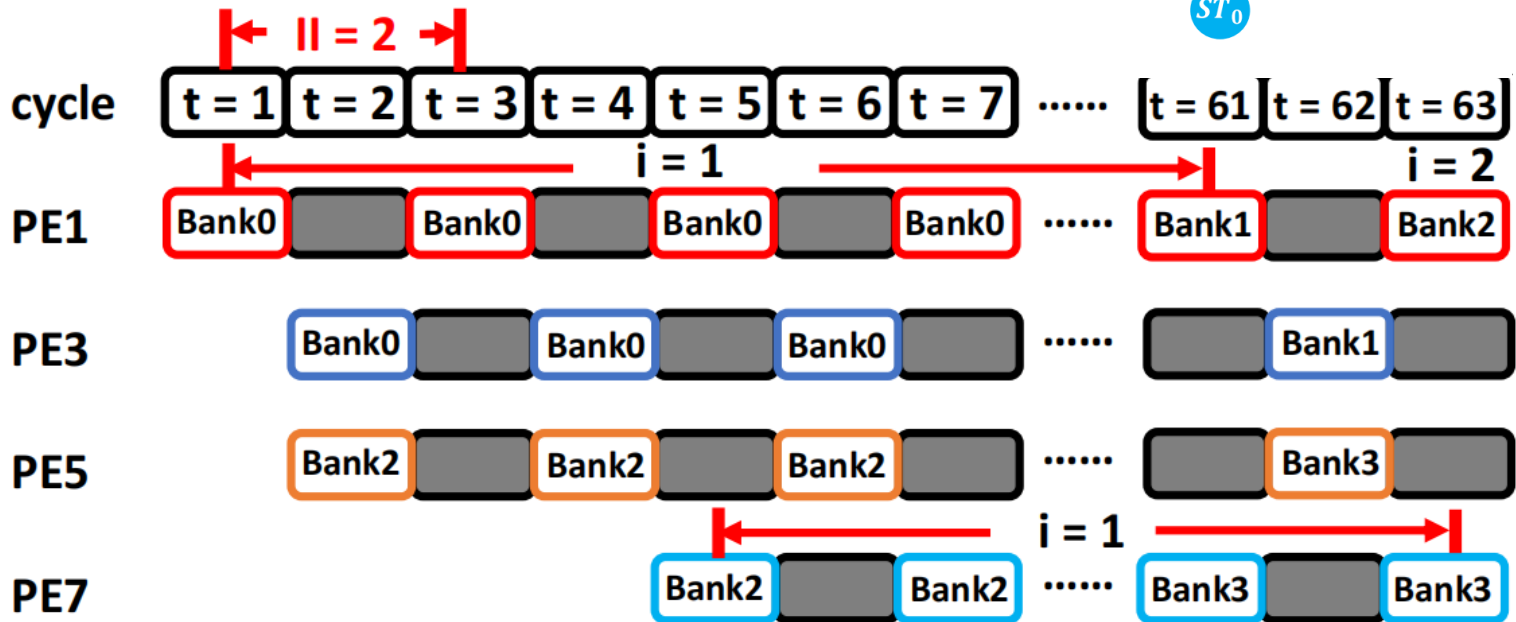 ST0
II = 2
cycle t = 1 t = 2 t = 3 t = 4 t = 5 t = 6 t = 7 ...... t = 61 t = 62 t = 63
i = 1 i = 2
PE1 Bank0 Bank0 Bank0 Bank0 ...... Bank1 Bank2
PE3 Bank0 Bank0 Bank0 ...... Bank1
PE5 Bank2 Bank2 Bank2 ...... Bank3
i = 1
PE7 Bank2 Bank2 ...... Bank3 Bank3